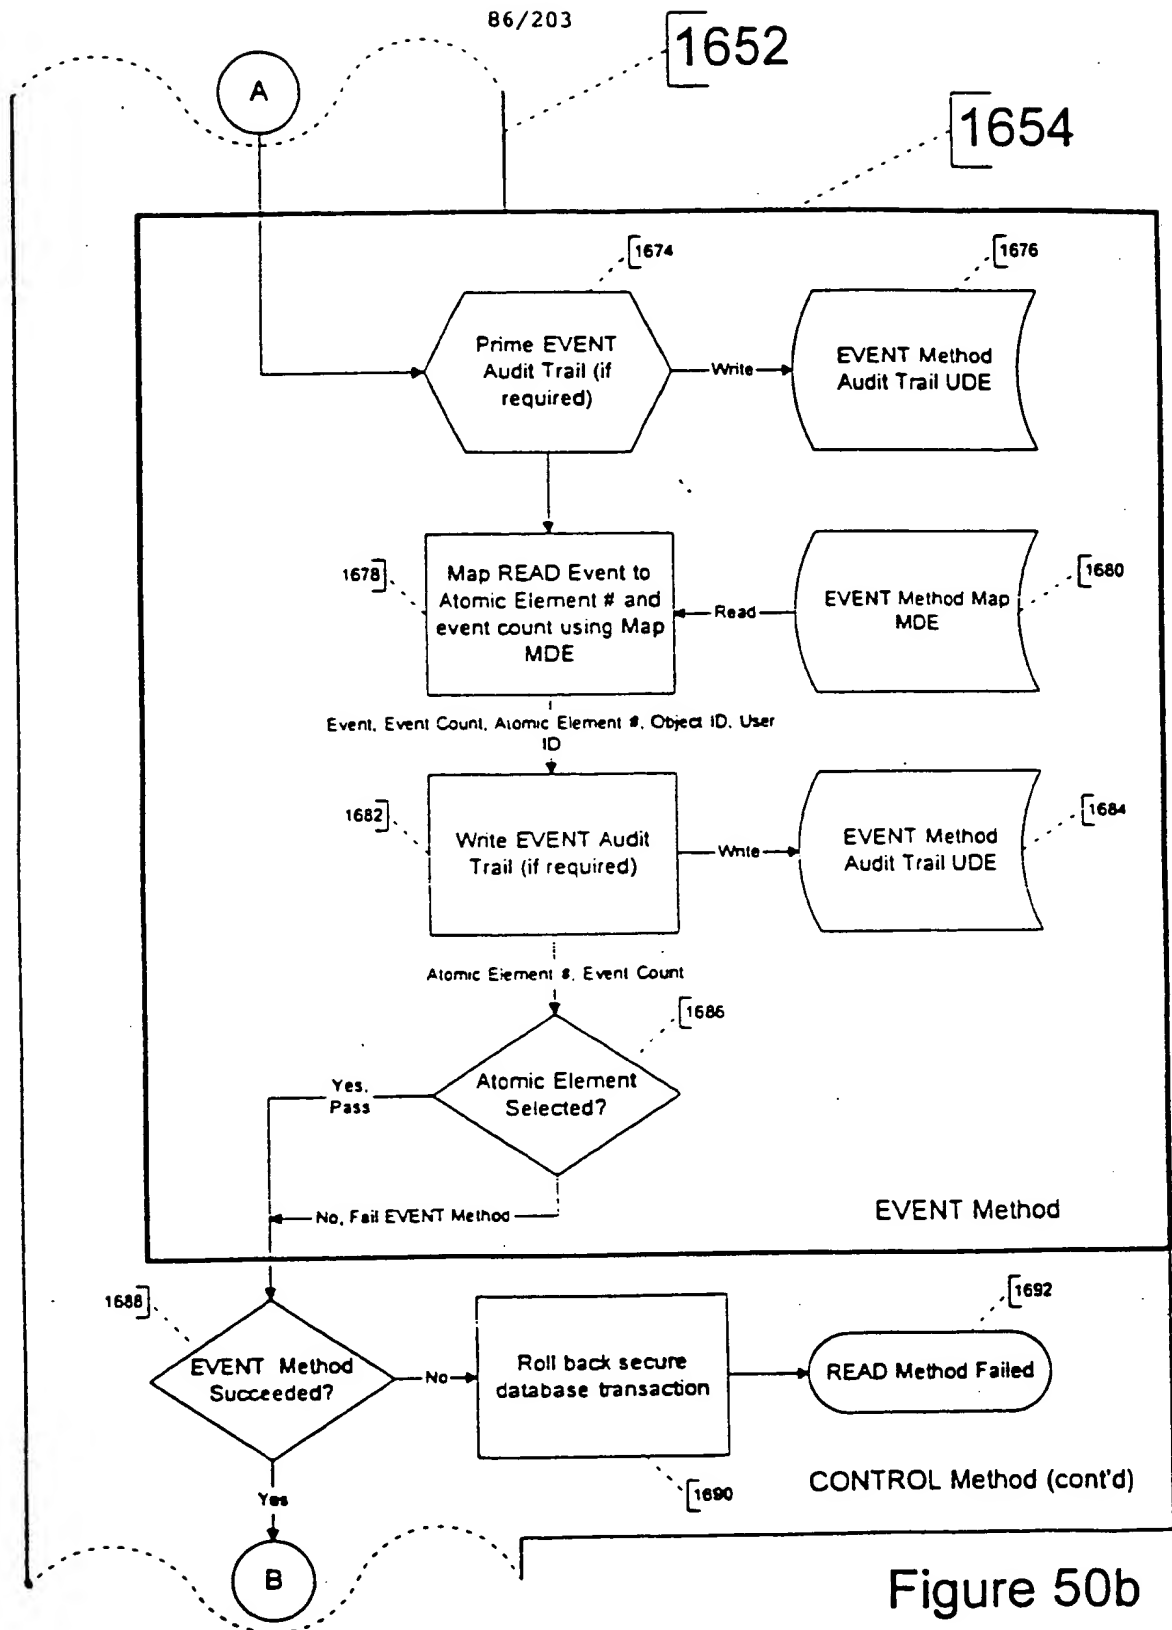 86/203
1652
A
1654
1674
1676
Prime EVENT
Audit Trail (if
required)
Write
EVENT Method
Audit Trail UDE
1678
Map READ Event to
Atomic Element # and
event count using Map
MDE
Read
EVENT Method Map
MDE
1680
Event, Event Count, Atomic Element #, Object ID, User
ID
1682
Write EVENT Audit
Trail (if required)
Write
EVENT Method
Audit Trail UDE
1684
Atomic Element #, Event Count
1686
Yes,
Pass
Atomic Element
Selected?
No, Fail EVENT Method
EVENT Method
1688
EVENT Method
Succeeded?
No
Roll back secure
database transaction
1692
READ Method Failed
1690
CONTROL Method (cont'd)
Yes
B
Figure 50b